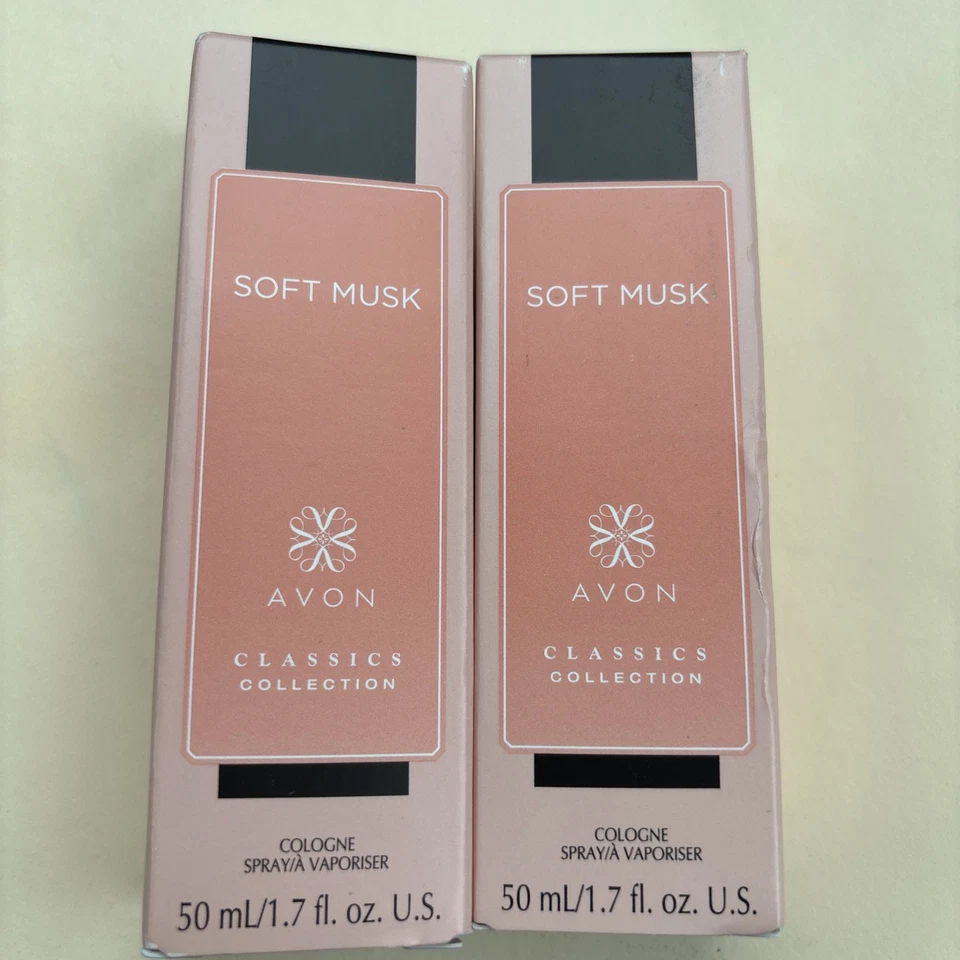 SOFT MUSK
AVON
CLASSICS
COLLECTION
COLOGNE
SPRAY/À VAPORISER
50 mL/1.7 fl. oz. U.S.
SOFT MUSK
AVON
CLASSICS
COLLECTION
COLOGNE
SPRAY/À VAPORISER
50 mL/1.7 fl. oz. U.S.